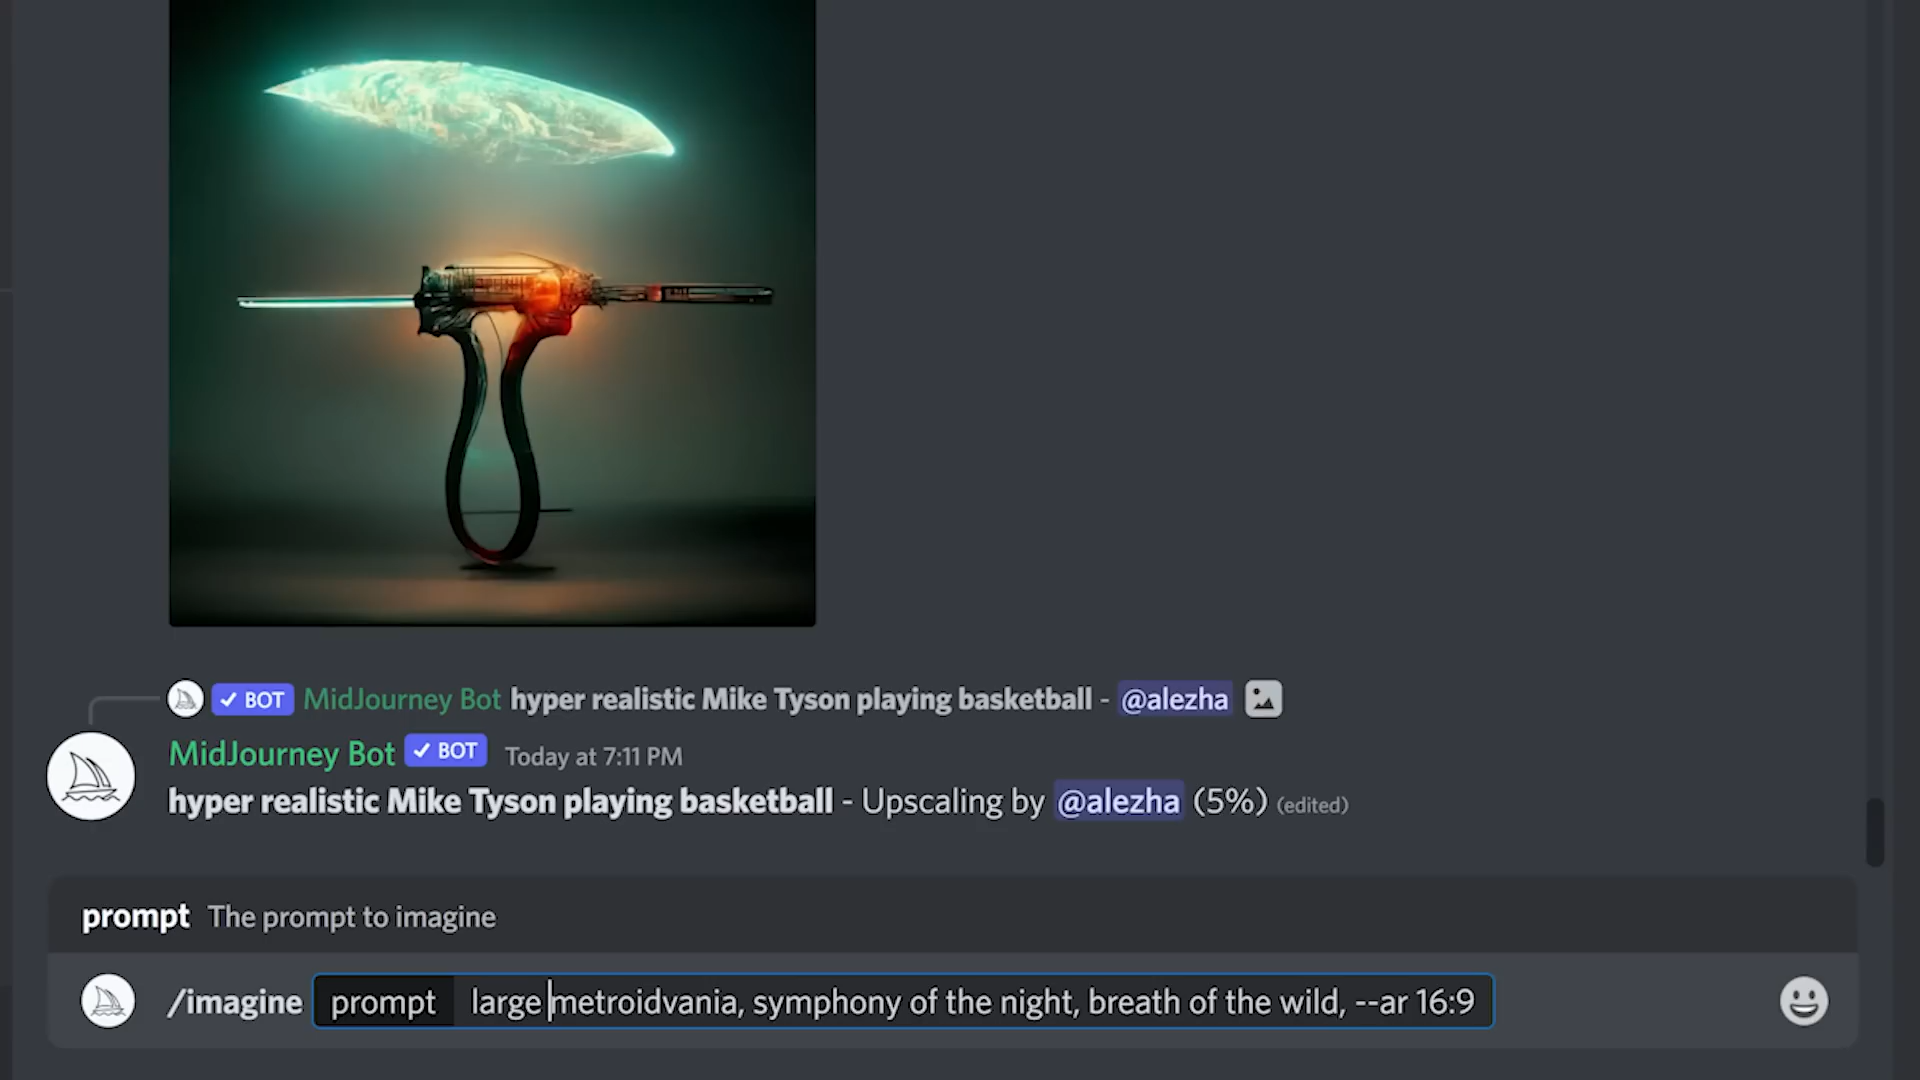 BOT MidJourney Bot hyper realistic Mike Tyson playing basketball - @alezha
MidJourney Bot BOT Today at 7:11 PM
hyper realistic Mike Tyson playing basketball - Upscaling by @alezha (5%) (edited)
prompt The prompt to imagine
/imagine prompt large metroidvania, symphony of the night, breath of the wild, --ar 16:9